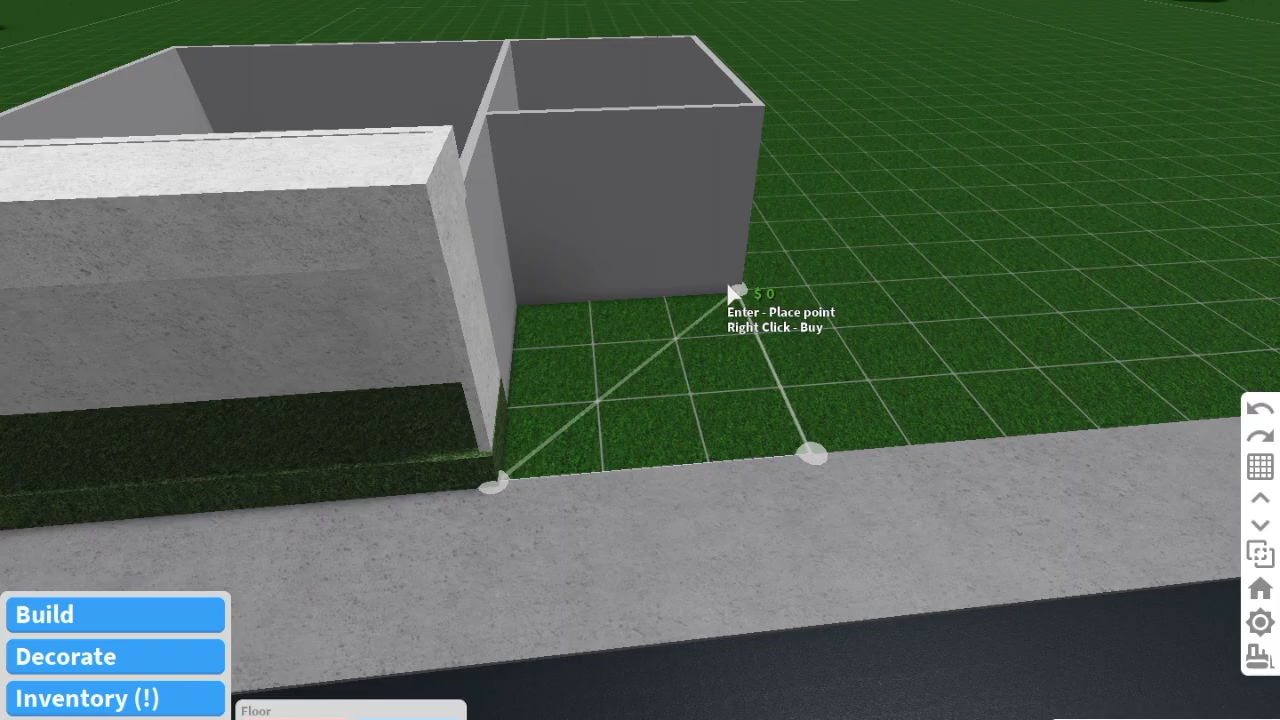 $ 0
Enter - Place point
Right Click - Buy
Build
Decorate
Inventory (!)
Floor